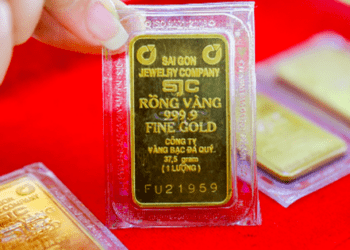 SAI GON
JEWELRY COMPANY
SJC
RỒNG VÀNG
999.9
FINE GOLD
CÔNG TY
VÀNG BẠC ĐÁ QUÝ.
37,5 grams
( 1 LƯỢNG )
FU21959